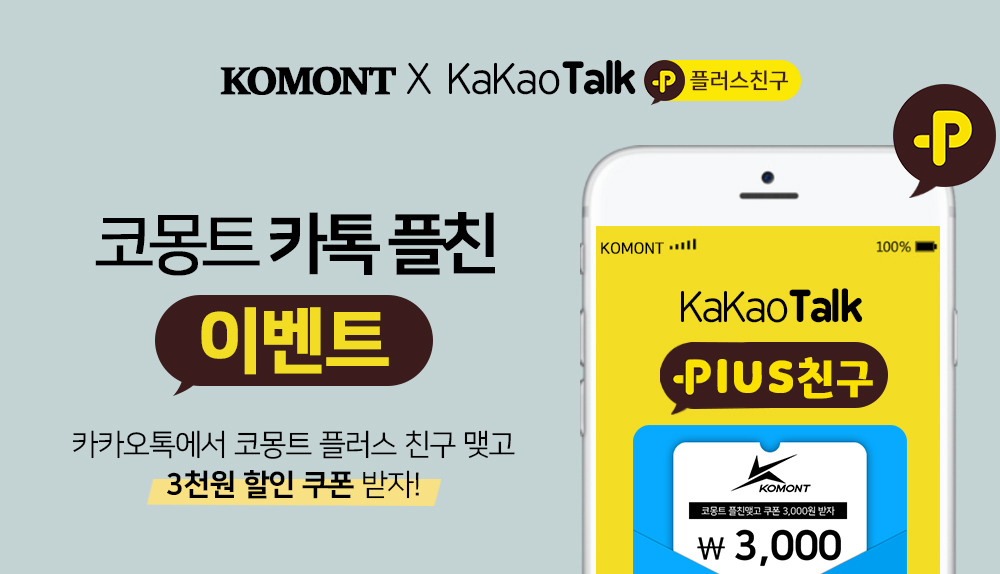 KOMONT X KaKaoTalk P 플러스친구
P
코몽트 카톡 플친
이벤트
카카오톡에서 코몽트 플러스 친구 맺고
3천원 할인 쿠폰 받자!
KOMONT 100%
KaKaoTalk
PlUS친구
KOMONT
코몽트 플친맺고 쿠폰 3,000원 받자
₩ 3,000